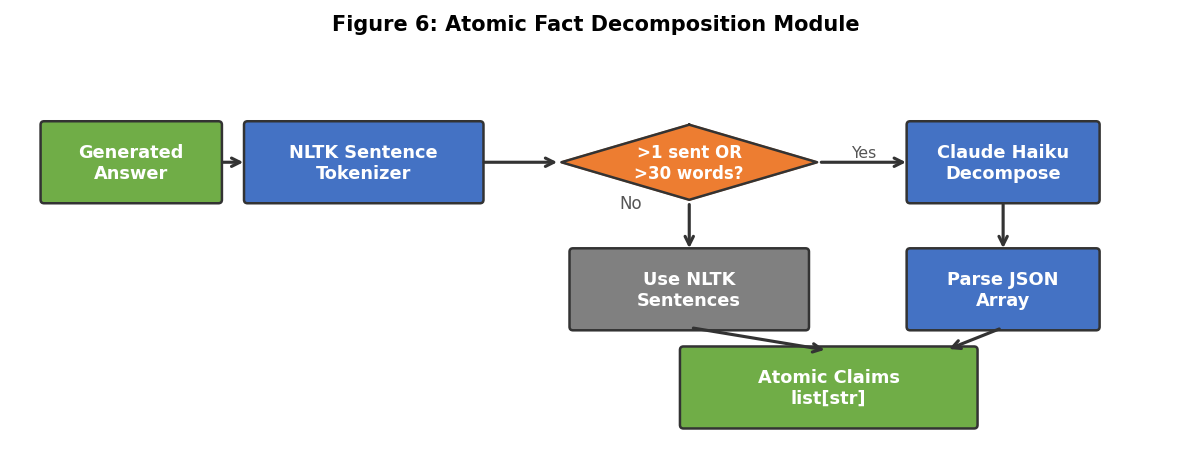 Figure 6: Atomic Fact Decomposition Module
Generated
Answer
NLTK Sentence
Tokenizer
>1 sent OR
>30 words?
Yes
Claude Haiku
Decompose
No
Use NLTK
Sentences
Parse JSON
Array
Atomic Claims
list[str]